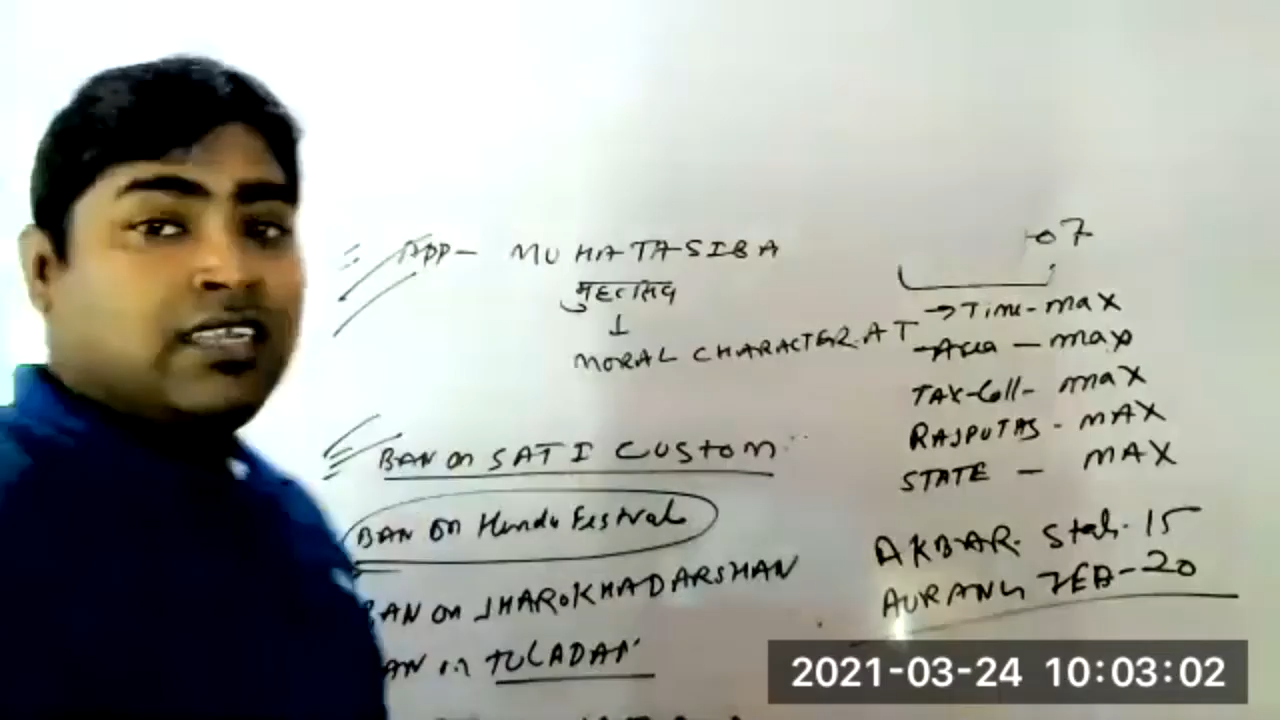 APP - MUHATASIBA
मुहतसिब
↓
MORAL CHARACTER. AT
BAN on SATI CUSTOM
BAN ON Hindu Festival
BAN on JHAROKHADARSHAN
TULADAN
07
→ Time - max
- Area - max
TAX-Coll - max
RAJPUTAS - MAX
STATE - MAX
AKBAR. Stat. 15
AURANGZEB - 20
2021-03-24 10:03:02